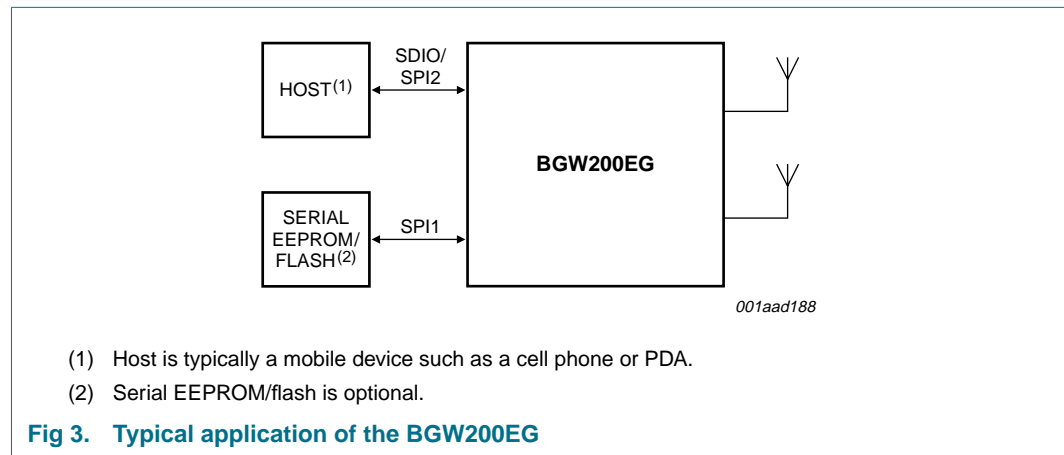 SDIO/
SPI2
HOST(1)
BGW200EG
SERIAL
EEPROM/
FLASH(2)
SPI1
001aad188
(1) Host is typically a mobile device such as a cell phone or PDA.
(2) Serial EEPROM/flash is optional.
Fig 3. Typical application of the BGW200EG